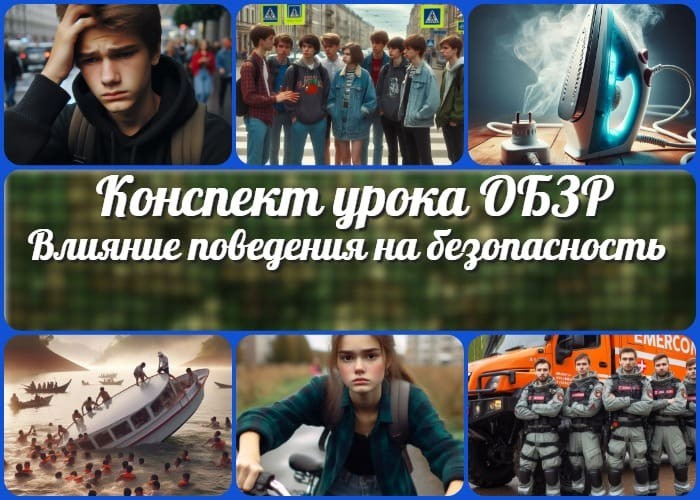 Конспект урока ОБЗР
Влияние поведения на безопасность
EMERCOM